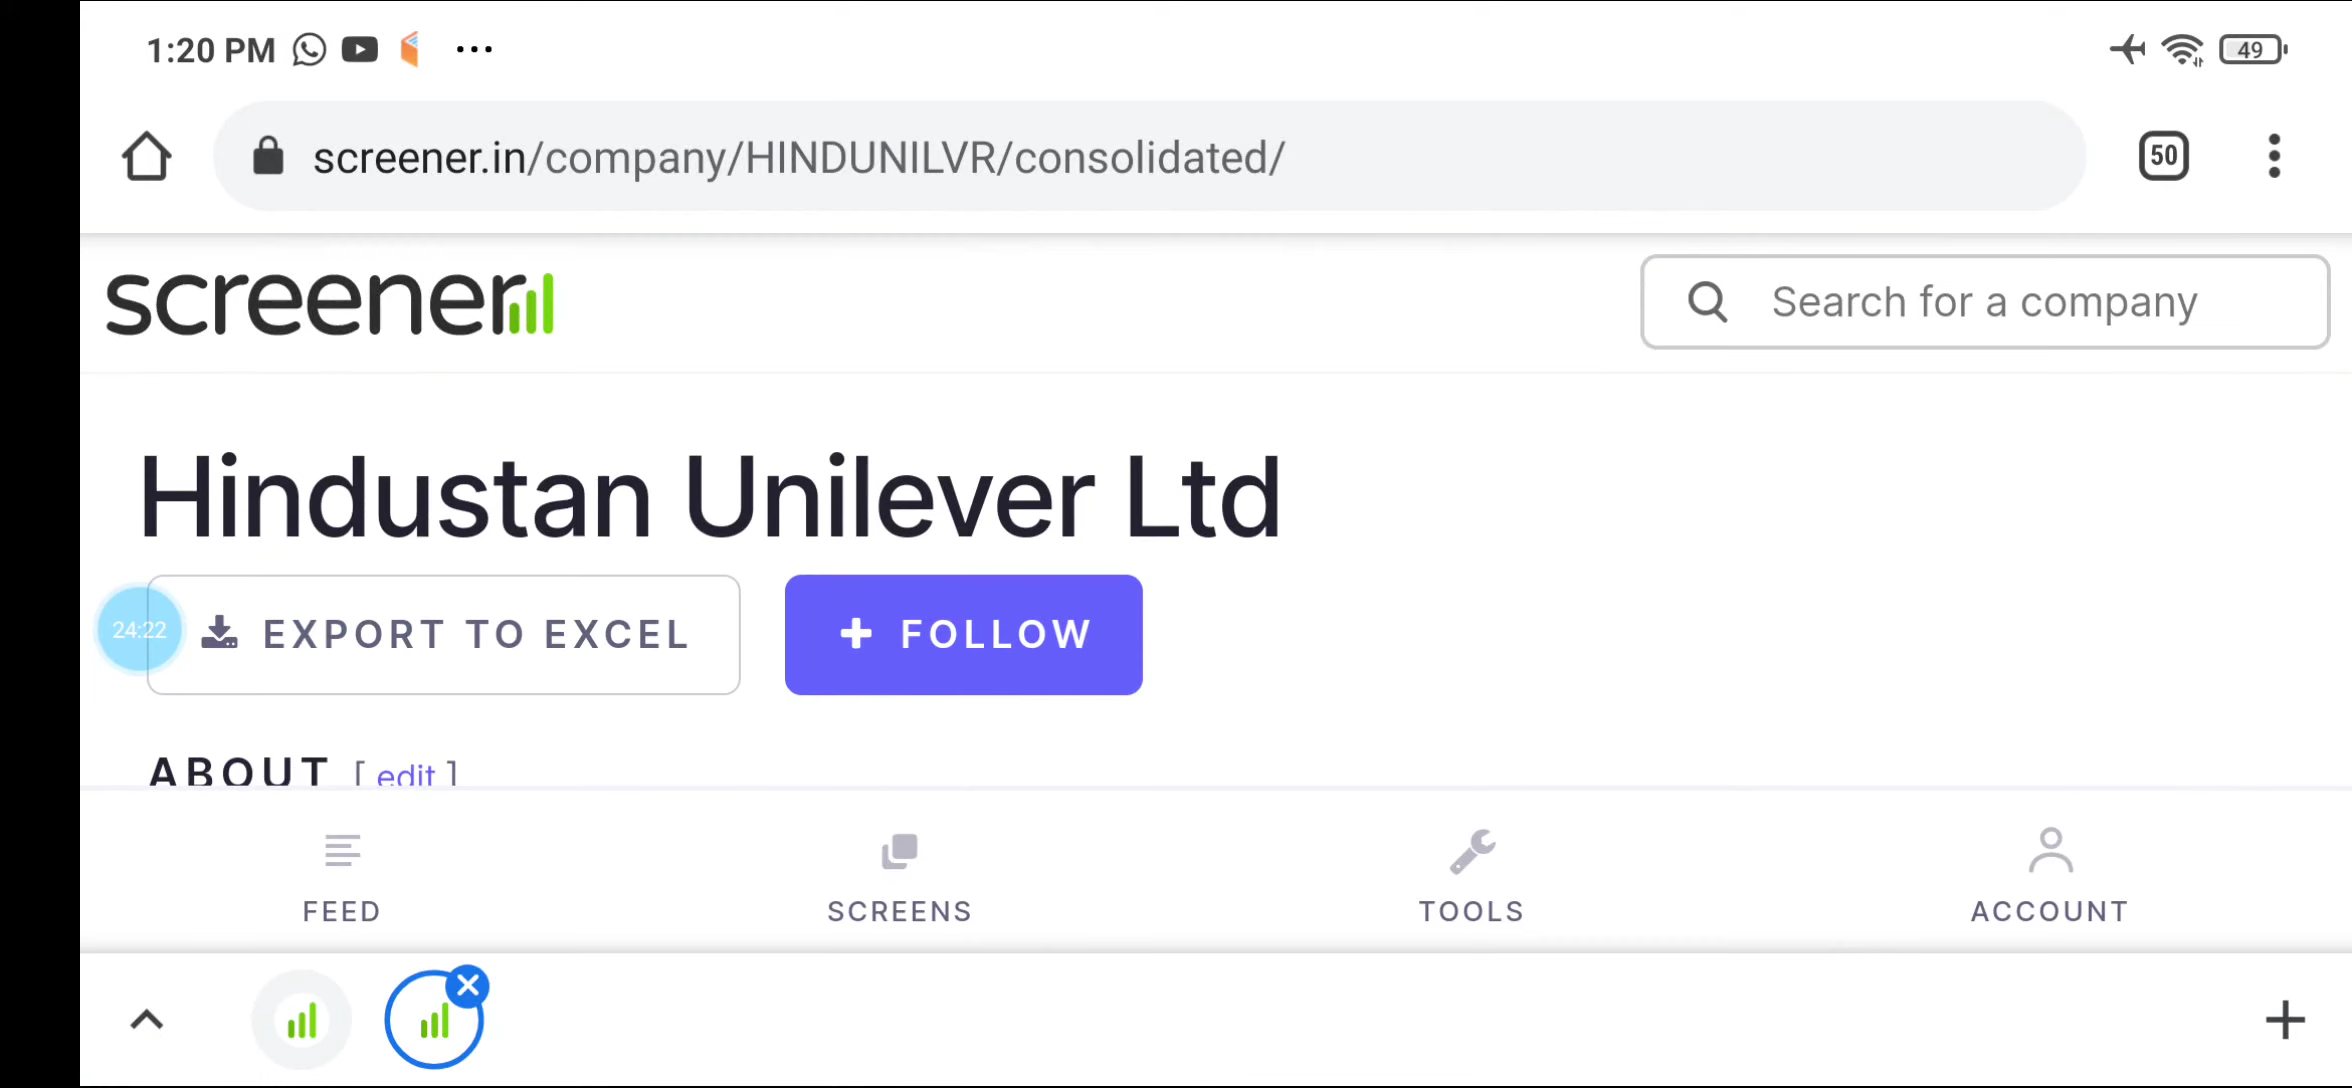 1:20 PM
49
screener.in/company/HINDUNILVR/consolidated/
50
screener
Search for a company
Hindustan Unilever Ltd
24:22
EXPORT TO EXCEL
+ FOLLOW
ABOUT [ edit ]
FEED
SCREENS
TOOLS
ACCOUNT